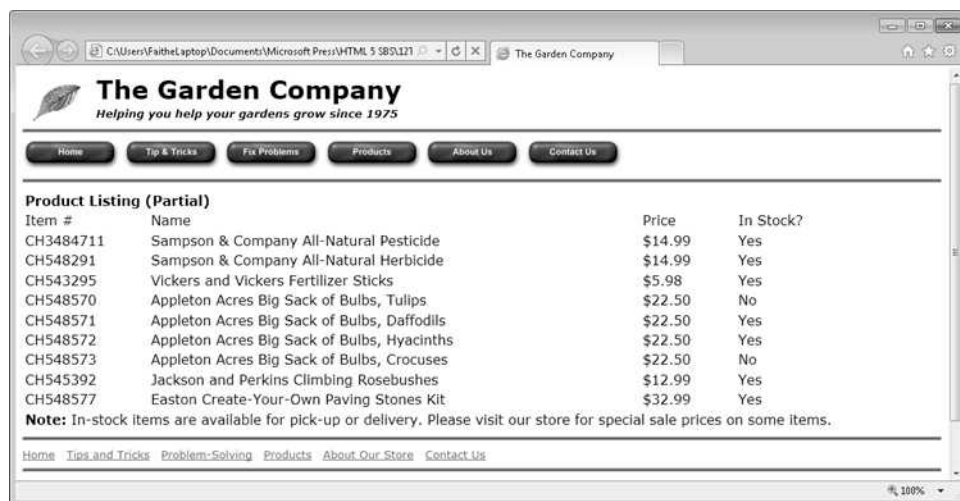 C:\Users\FaitheLaptop\Documents\Microsoft Press\HTML 5 SBS\12T
The Garden Company
The Garden Company
Helping you help your gardens grow since 1975
Home Tip & Tricks Fix Problems Products About Us Contact Us
Product Listing (Partial)
Item # Name Price In Stock?
CH3484711 Sampson & Company All-Natural Pesticide $14.99 Yes
CH548291 Sampson & Company All-Natural Herbicide $14.99 Yes
CH543295 Vickers and Vickers Fertilizer Sticks $5.98 Yes
CH548570 Appleton Acres Big Sack of Bulbs, Tulips $22.50 No
CH548571 Appleton Acres Big Sack of Bulbs, Daffodils $22.50 Yes
CH548572 Appleton Acres Big Sack of Bulbs, Hyacinths $22.50 Yes
CH548573 Appleton Acres Big Sack of Bulbs, Crocuses $22.50 No
CH545392 Jackson and Perkins Climbing Rosebushes $12.99 Yes
CH548577 Easton Create-Your-Own Paving Stones Kit $32.99 Yes
Note: In-stock items are available for pick-up or delivery. Please visit our store for special sale prices on some items.
Home Tips and Tricks Problem-Solving Products About Our Store Contact Us
100%